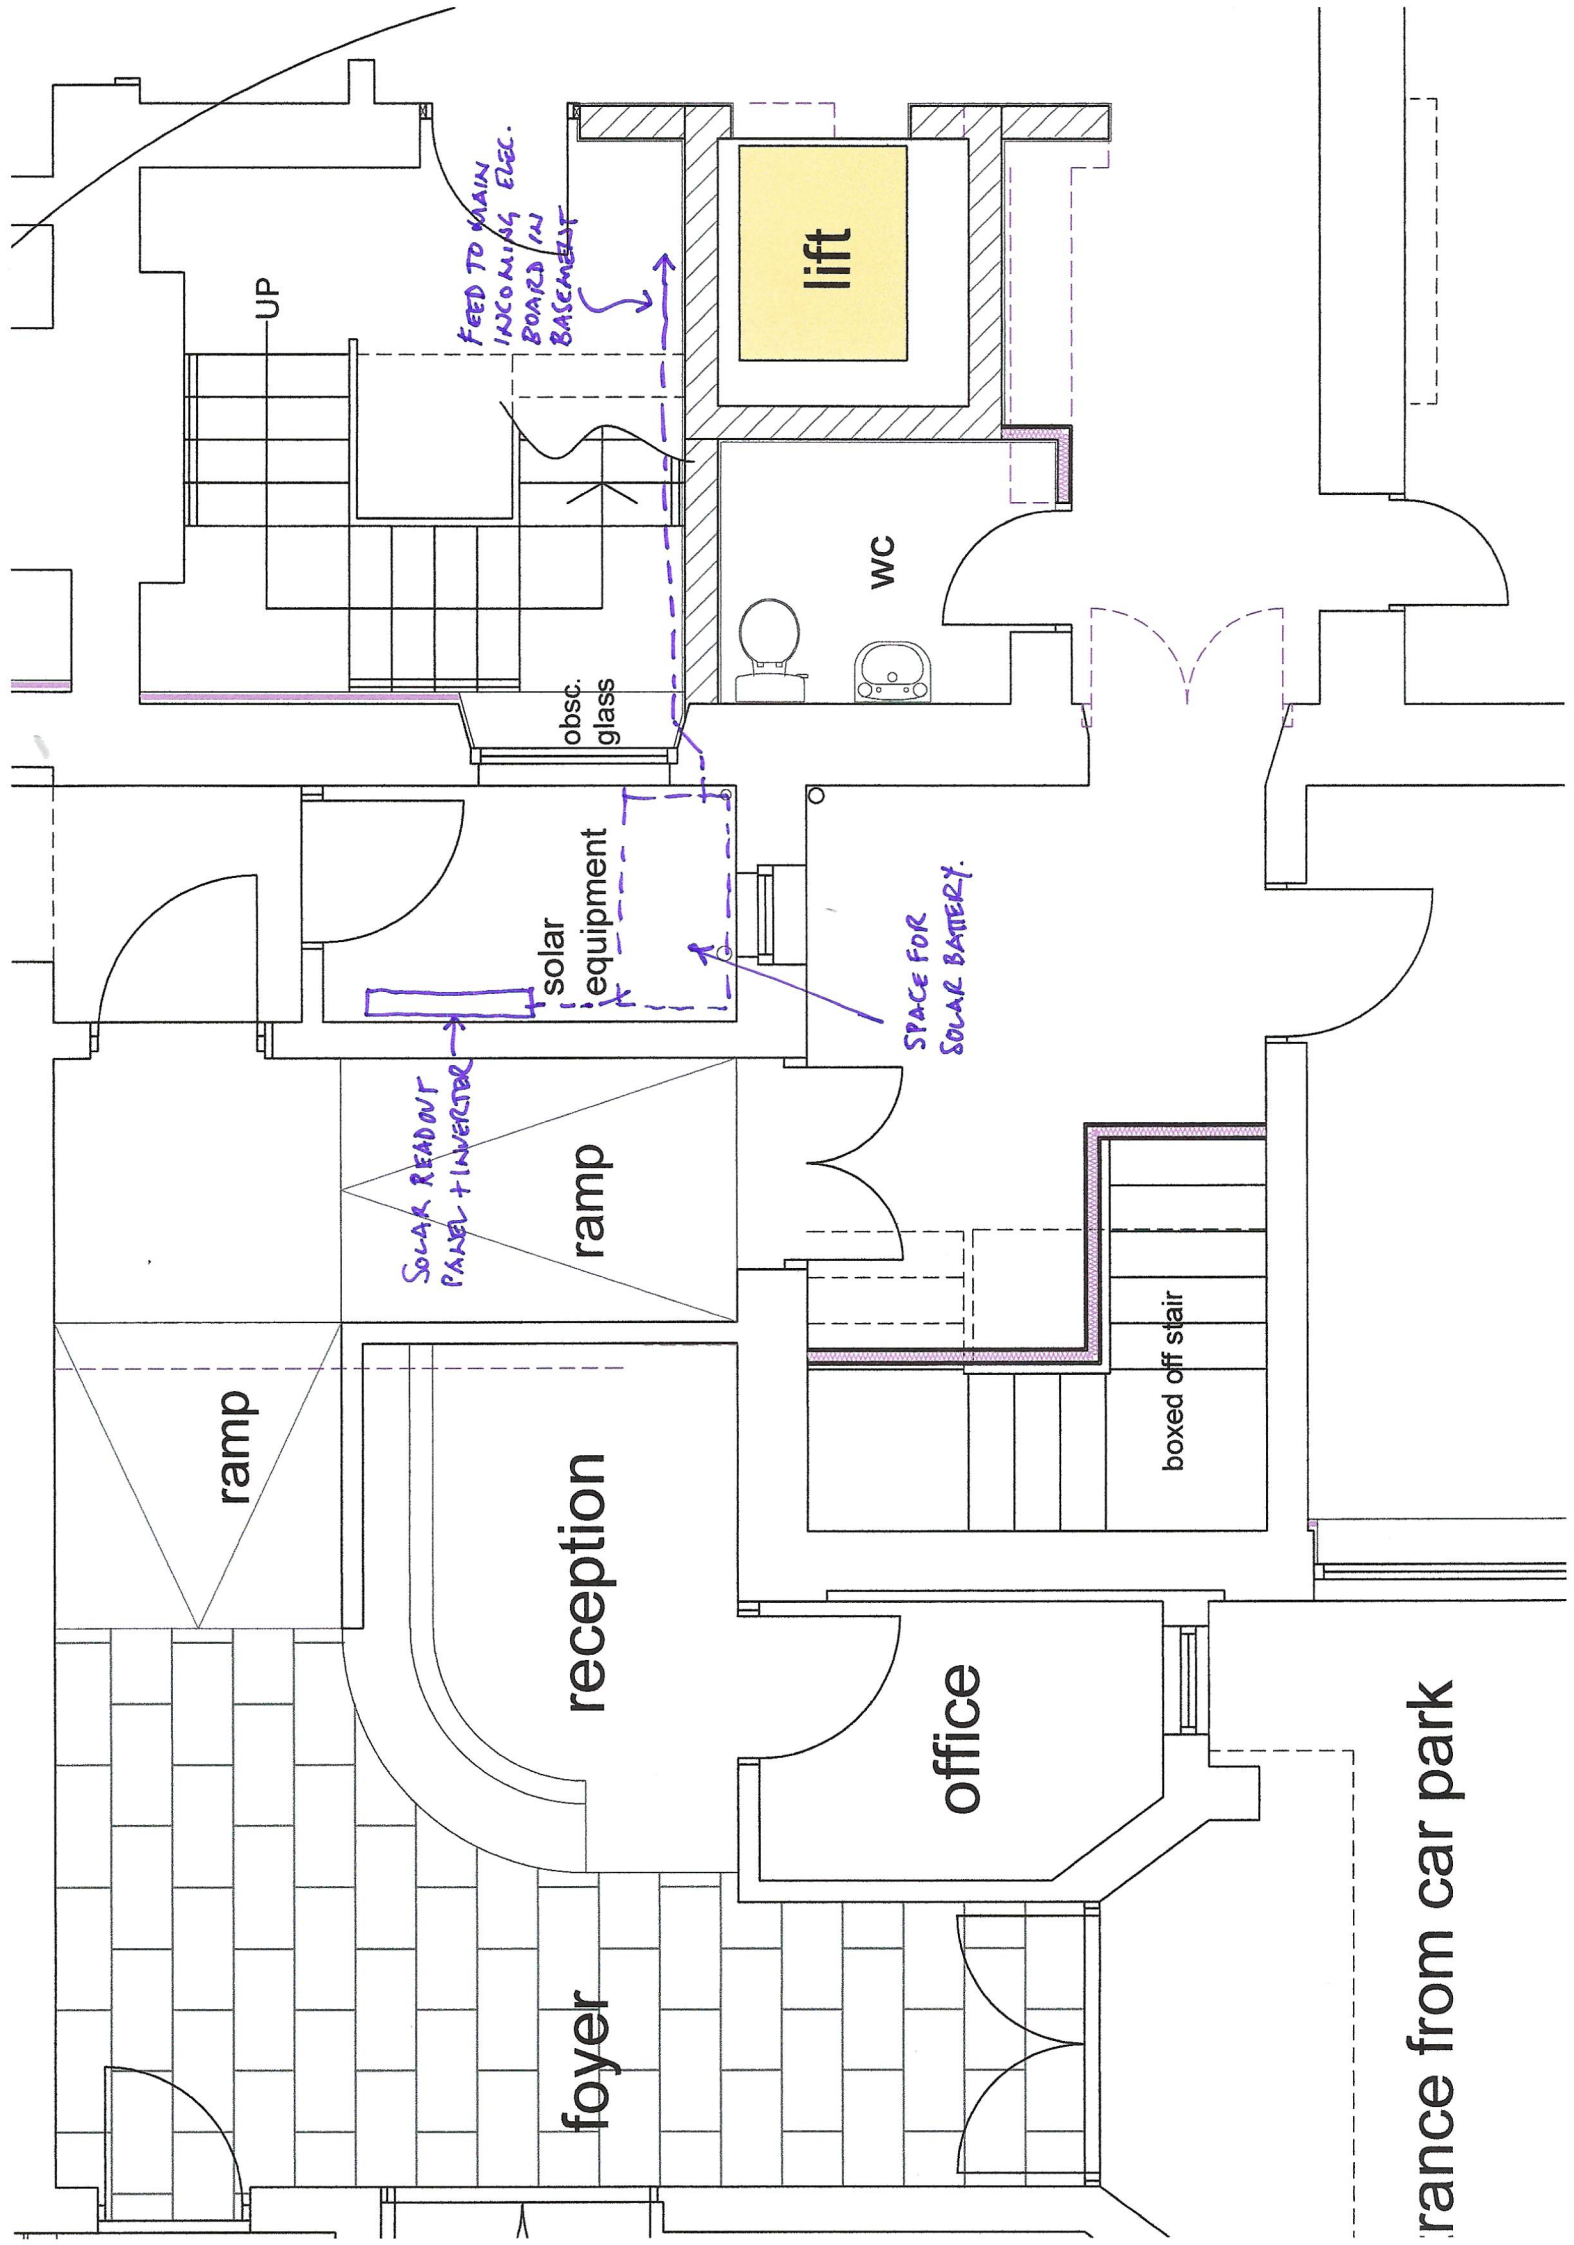 FEED TO MAIN
INCOMING ELEC.
BOARD IN
BASEMENT
UP
lift
wc
obsc.
glass
solar
equipment
SPACE FOR
SOLAR BATTERY.
SOLAR READOUT
PANEL + INVERTER
ramp
ramp
boxed off stair
reception
office
foyer
rance from car park